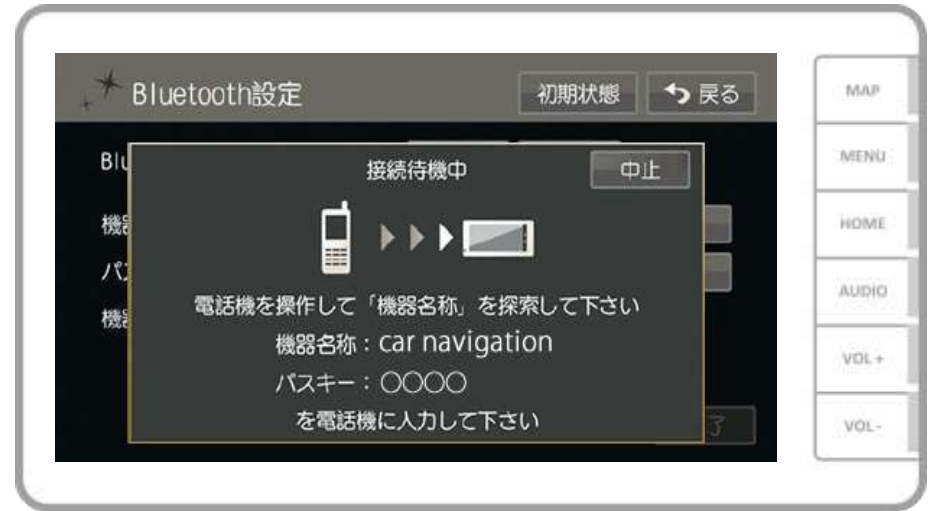 Bluetooth設定
初期状態
戻る
接続待機中
中止
電話機を操作して「機器名称」を探索して下さい
機器名称：car navigation
パスキー：〇〇〇〇
を電話機に入力して下さい
MAP
MENU
HOME
AUDIO
VOL +
VOL -